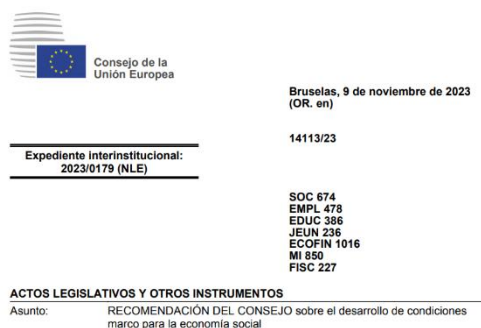 Consejo de la
Unión Europea
Bruselas, 9 de noviembre de 2023
(OR. en)
14113/23
Expediente interinstitucional:
2023/0179 (NLE)
SOC 674
EMPL 478
EDUC 386
JEUN 236
ECOFIN 1016
MI 850
FISC 227
ACTOS LEGISLATIVOS Y OTROS INSTRUMENTOS
Asunto: RECOMENDACIÓN DEL CONSEJO sobre el desarrollo de condiciones
marco para la economía social